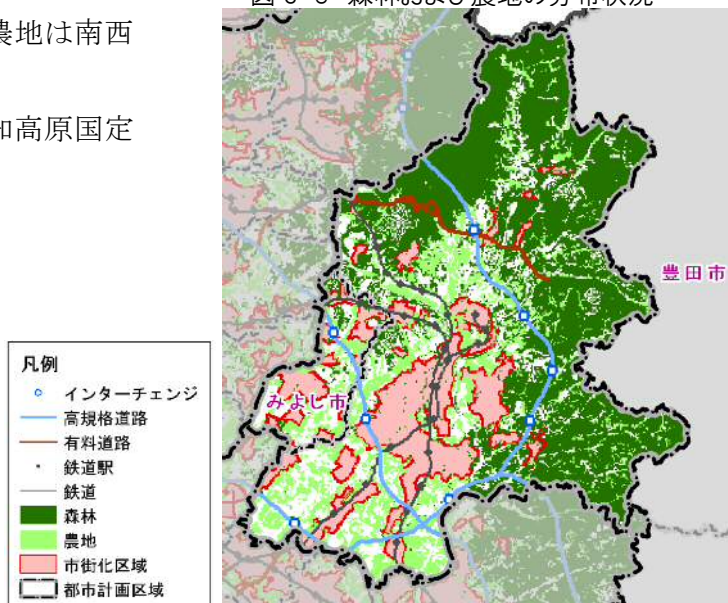 農地は南西
和高原国定
豊田市
みよし市
凡例
インターチェンジ
高規格道路
有料道路
鉄道駅
鉄道
森林
農地
市街化区域
都市計画区域